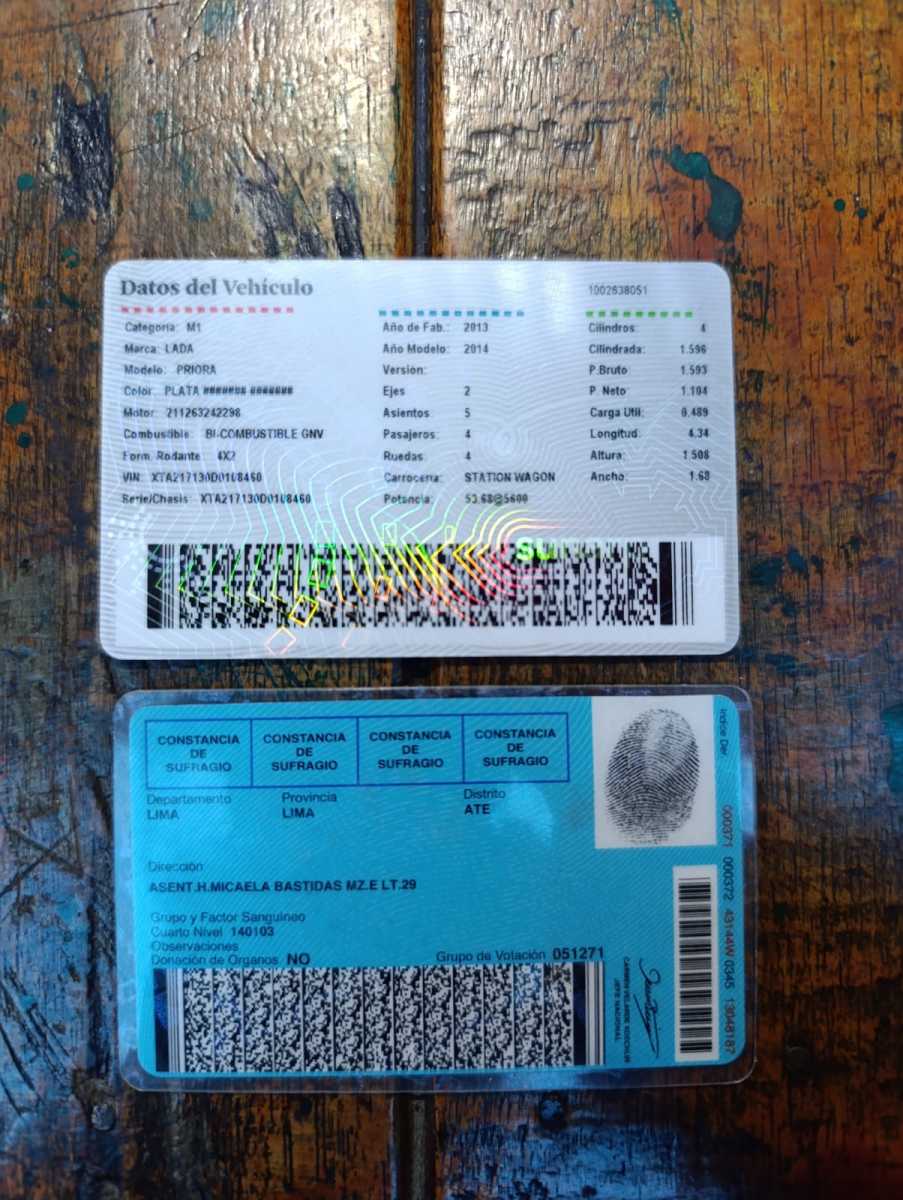 Datos del Vehículo
1002638051
Categoria: M1
Marca: LADA
Modelo: PRIORA
Color: PLATA ####### #######
Motor: 211263242298
Combustible: BI-COMBUSTIBLE GNV
Form. Rodante: 4X2
VIN: XTA217130D0108460
Serie/Chasis: XTA217130D0108460
Año de Fab.: 2013
Año Modelo: 2014
Version:
Ejes 2
Asientos 5
Pasajeros: 4
Ruedas: 4
Carroceria: STATION WAGON
Potencia: 53.68@5600
Cilindros: 4
Cilindrada: 1.596
P.Bruto 1.593
P. Neto 1.104
Carga Util: 0.489
Longitud: 4.34
Altura: 1.508
Ancho: 1.68
CONSTANCIA DE SUFRAGIO
CONSTANCIA DE SUFRAGIO
CONSTANCIA DE SUFRAGIO
CONSTANCIA DE SUFRAGIO
Departamento
LIMA
Provincia
LIMA
Distrito
ATE
Dirección
ASENT.H.MICAELA BASTIDAS MZ.E LT.29
Grupo y Factor Sanguineo
Cuarto Nivel 140103
Observaciones
Donación de Organos NO
Grupo de Votación 051271
JEFE NACIONAL
Indice Der
000371 000372 43144W 0345 13048187